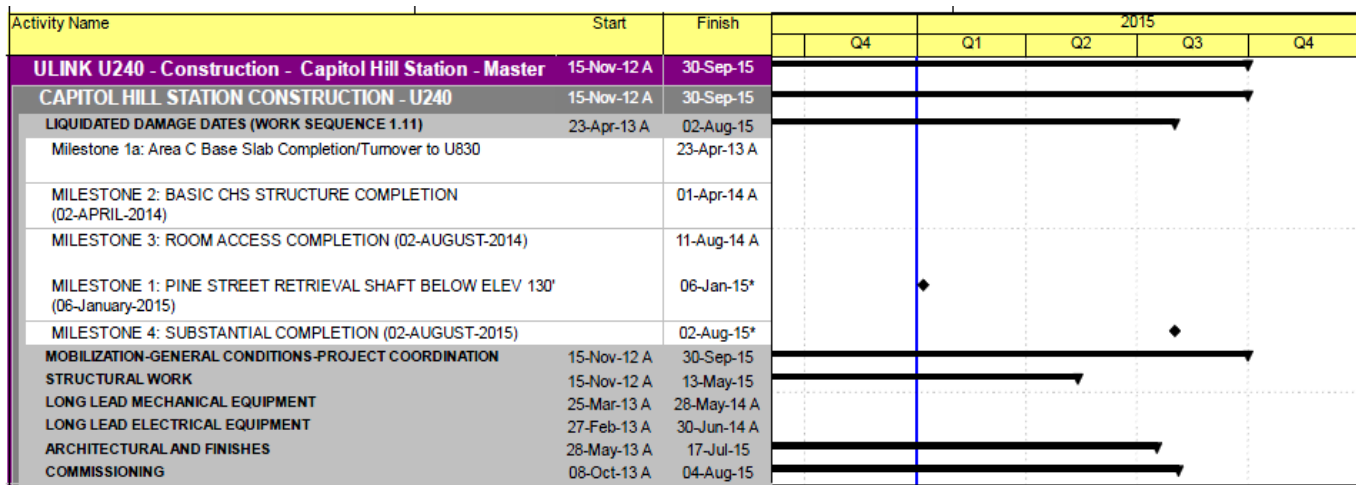 Activity Name Start Finish 2015
Q4 Q1 Q2 Q3 Q4
ULINK U240 - Construction - Capitol Hill Station - Master 15-Nov-12 A 30-Sep-15
CAPITOL HILL STATION CONSTRUCTION - U240 15-Nov-12 A 30-Sep-15
LIQUIDATED DAMAGE DATES (WORK SEQUENCE 1.11) 23-Apr-13 A 02-Aug-15
Milestone 1a: Area C Base Slab Completion/Turnover to U830 23-Apr-13 A
MILESTONE 2: BASIC CHS STRUCTURE COMPLETION 01-Apr-14 A
(02-APRIL-2014)
MILESTONE 3: ROOM ACCESS COMPLETION (02-AUGUST-2014) 11-Aug-14 A
MILESTONE 1: PINE STREET RETRIEVAL SHAFT BELOW ELEV 130' 06-Jan-15*
(06-January-2015)
MILESTONE 4: SUBSTANTIAL COMPLETION (02-AUGUST-2015) 02-Aug-15*
MOBILIZATION-GENERAL CONDITIONS-PROJECT COORDINATION 15-Nov-12 A 30-Sep-15
STRUCTURAL WORK 15-Nov-12 A 13-May-15
LONG LEAD MECHANICAL EQUIPMENT 25-Mar-13 A 28-May-14 A
LONG LEAD ELECTRICAL EQUIPMENT 27-Feb-13 A 30-Jun-14 A
ARCHITECTURAL AND FINISHES 28-May-13 A 17-Jul-15
COMMISSIONING 08-Oct-13 A 04-Aug-15